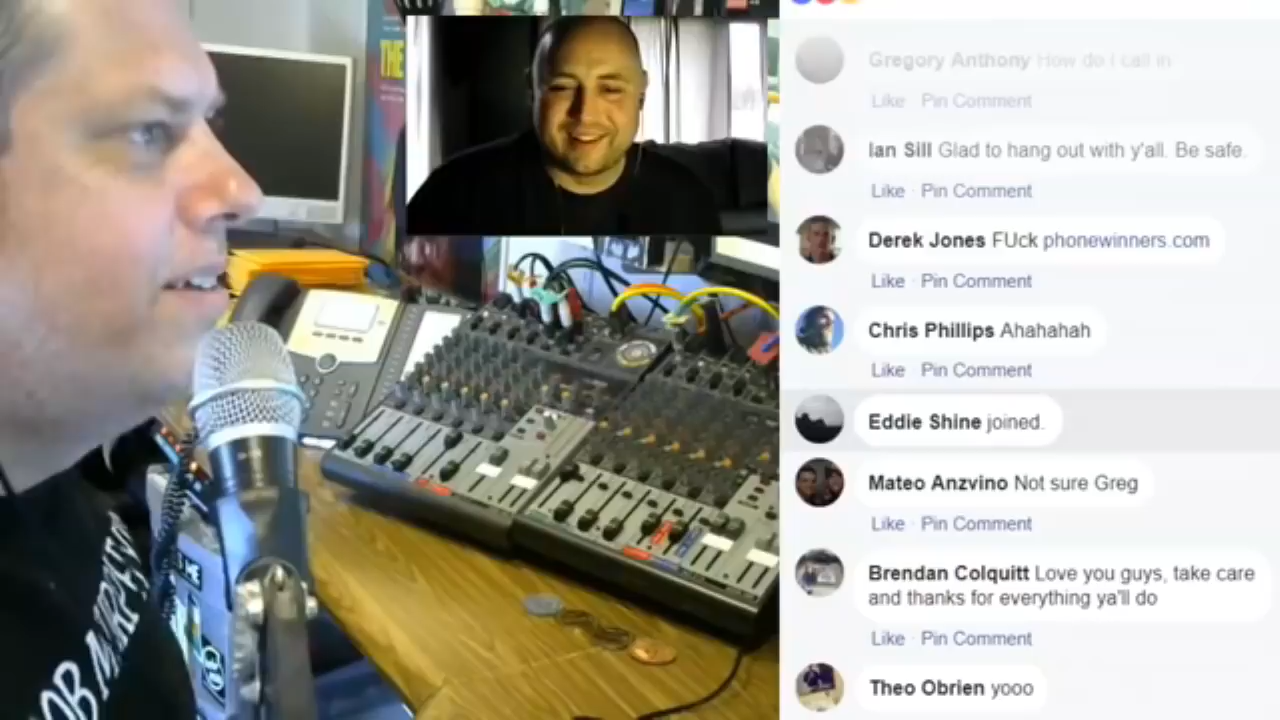 THE
Gregory Anthony How do I call in
Like · Pin Comment
Ian Sill Glad to hang out with y'all. Be safe.
Like · Pin Comment
Derek Jones FUck phonewinners.com
Like · Pin Comment
Chris Phillips Ahahahah
Like · Pin Comment
Eddie Shine joined.
Mateo Anzvino Not sure Greg
Like · Pin Comment
Brendan Colquitt Love you guys, take care
and thanks for everything ya'll do
Like · Pin Comment
Theo Obrien yooo